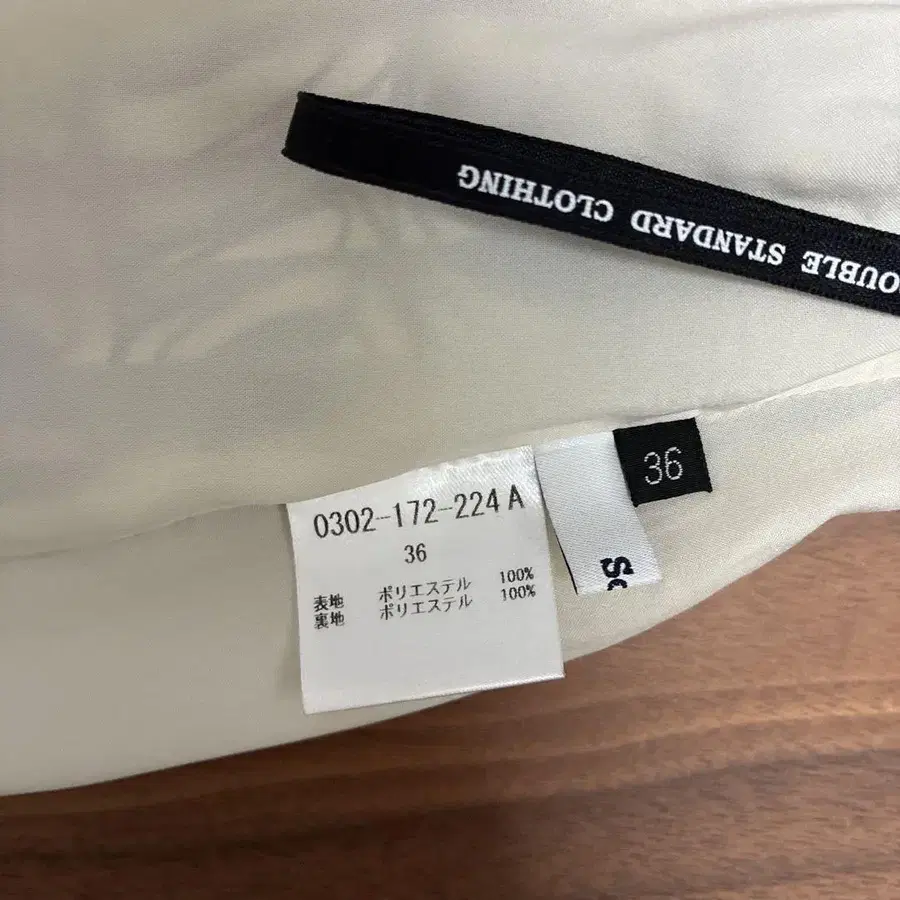 STANDARD CLOTHING
36
0302-172-224 A
36
表地 ポリエステル 100%
裏地 ポリエステル 100%